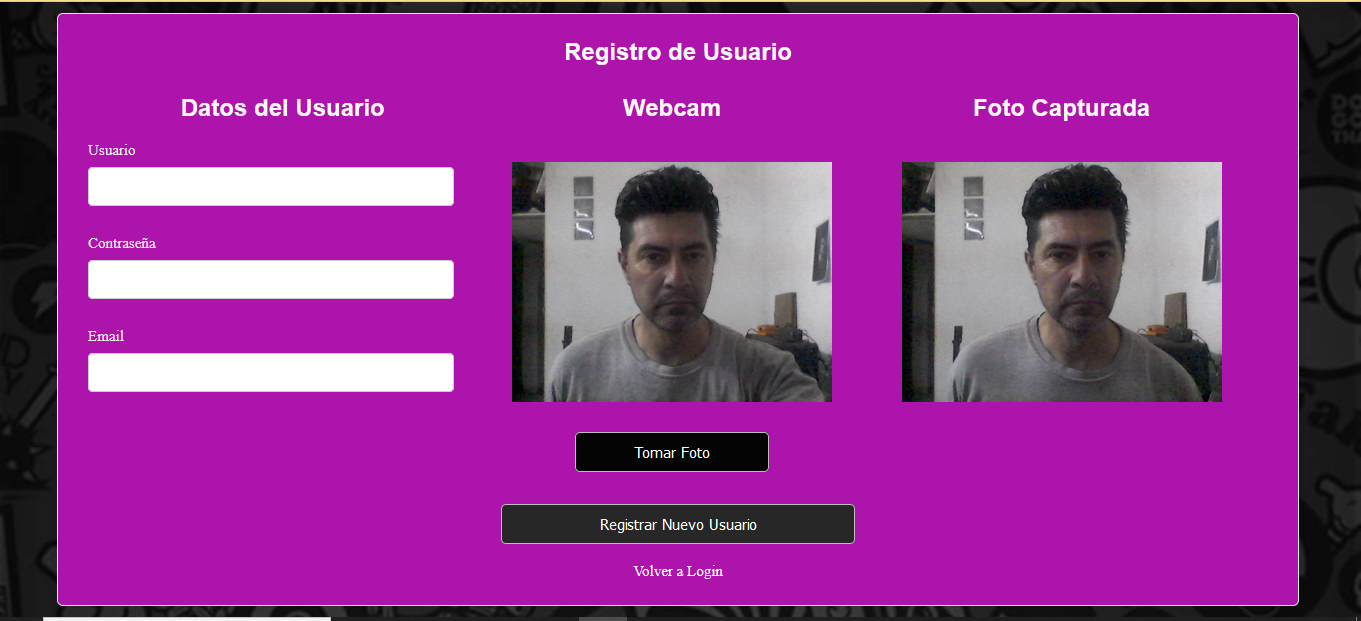 Registro de Usuario
Datos del Usuario
Webcam
Foto Capturada
Usuario
Contraseña
Email
Tomar Foto
Registrar Nuevo Usuario
Volver a Login